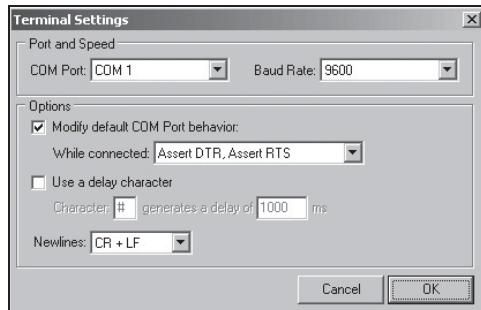 Terminal Settings
Port and Speed
COM Port: COM 1 Baud Rate: 9600
Options
Modify default COM Port behavior:
While connected: Assert DTR, Assert RTS
Use a delay character
Character: # generates a delay of 1000 ms
Newlines: CR + LF
Cancel OK